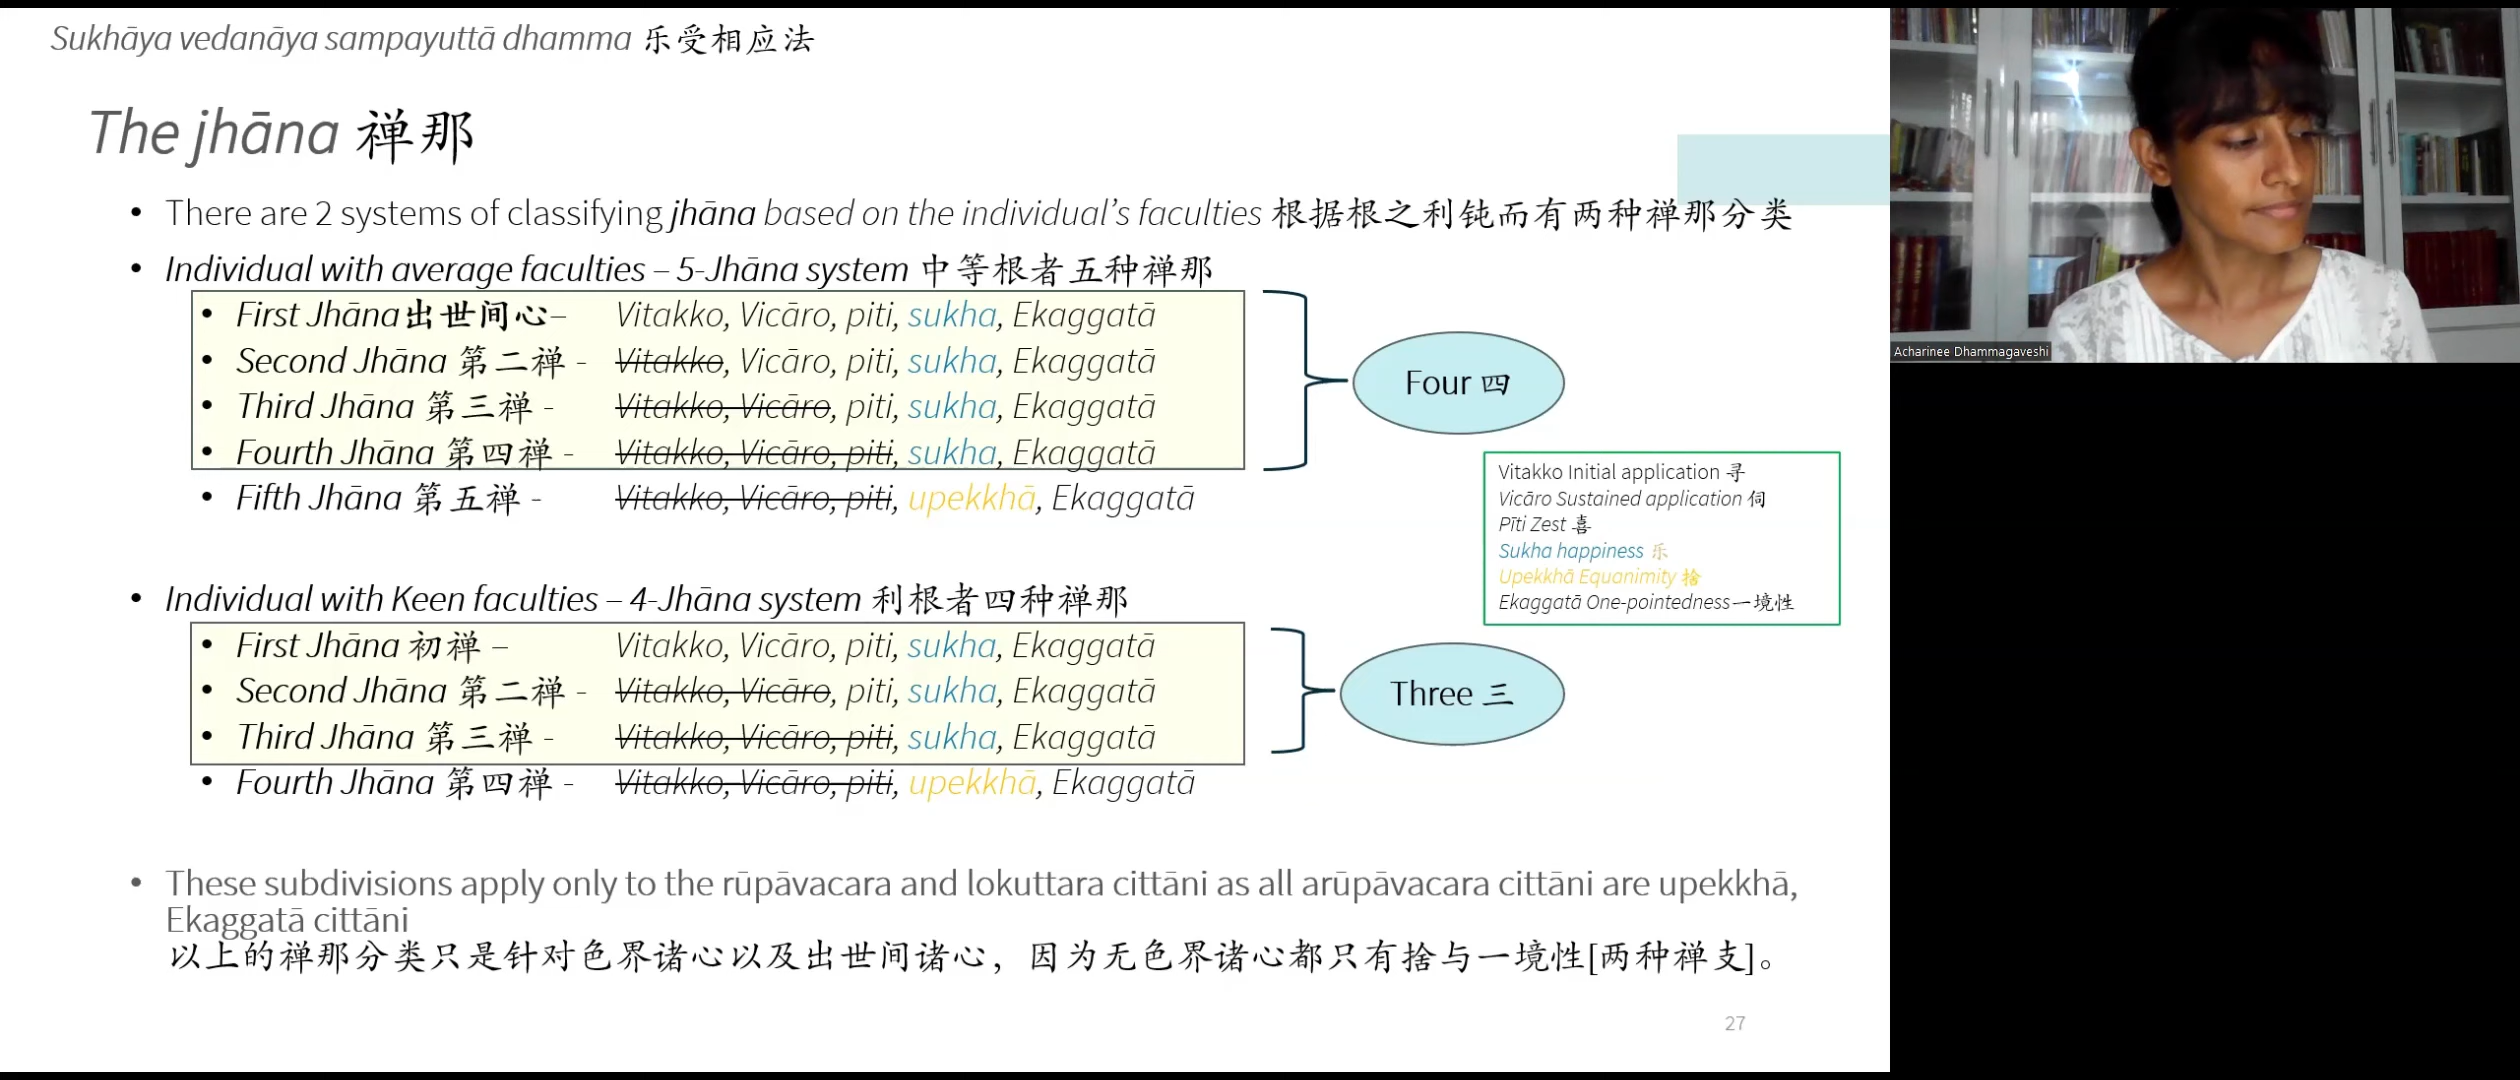 Sukhāya vedanāya sampayuttā dhamma 乐受相应法
The jhāna 禅那
• There are 2 systems of classifying jhāna based on the individual's faculties 根据根之利钝而有两种禅那分类
• Individual with average faculties – 5-Jhāna system 中等根者五种禅那
• First Jhāna出世间心– Vitakko, Vicāro, piti, sukha, Ekaggatā
• Second Jhāna 第二禅 - Vitakko, Vicāro, piti, sukha, Ekaggatā
• Third Jhāna 第三禅 - Vitakko, Vicāro, piti, sukha, Ekaggatā
• Fourth Jhāna 第四禅 - Vitakko, Vicāro, piti, sukha, Ekaggatā
• Fifth Jhāna 第五禅 - Vitakko, Vicāro, piti, upekkhā, Ekaggatā
Four 四
Vitakko Initial application 寻
Vicāro Sustained application 伺
Pīti Zest 喜
Sukha happiness 乐
Upekkhā Equanimity 捨
Ekaggatā One-pointedness一境性
• Individual with Keen faculties – 4-Jhāna system 利根者四种禅那
• First Jhāna 初禅 – Vitakko, Vicāro, piti, sukha, Ekaggatā
• Second Jhāna 第二禅 - Vitakko, Vicāro, piti, sukha, Ekaggatā
• Third Jhāna 第三禅 - Vitakko, Vicāro, piti, sukha, Ekaggatā
• Fourth Jhāna 第四禅 - Vitakko, Vicāro, piti, upekkhā, Ekaggatā
Three 三
• These subdivisions apply only to the rūpāvacara and lokuttara cittāni as all arūpāvacara cittāni are upekkhā,
Ekaggatā cittāni
以上的禅那分类只是针对色界诸心以及出世间诸心，因为无色界诸心都只有捨与一境性[两种禅支]。
27
Acharinee Dhammagaveshi